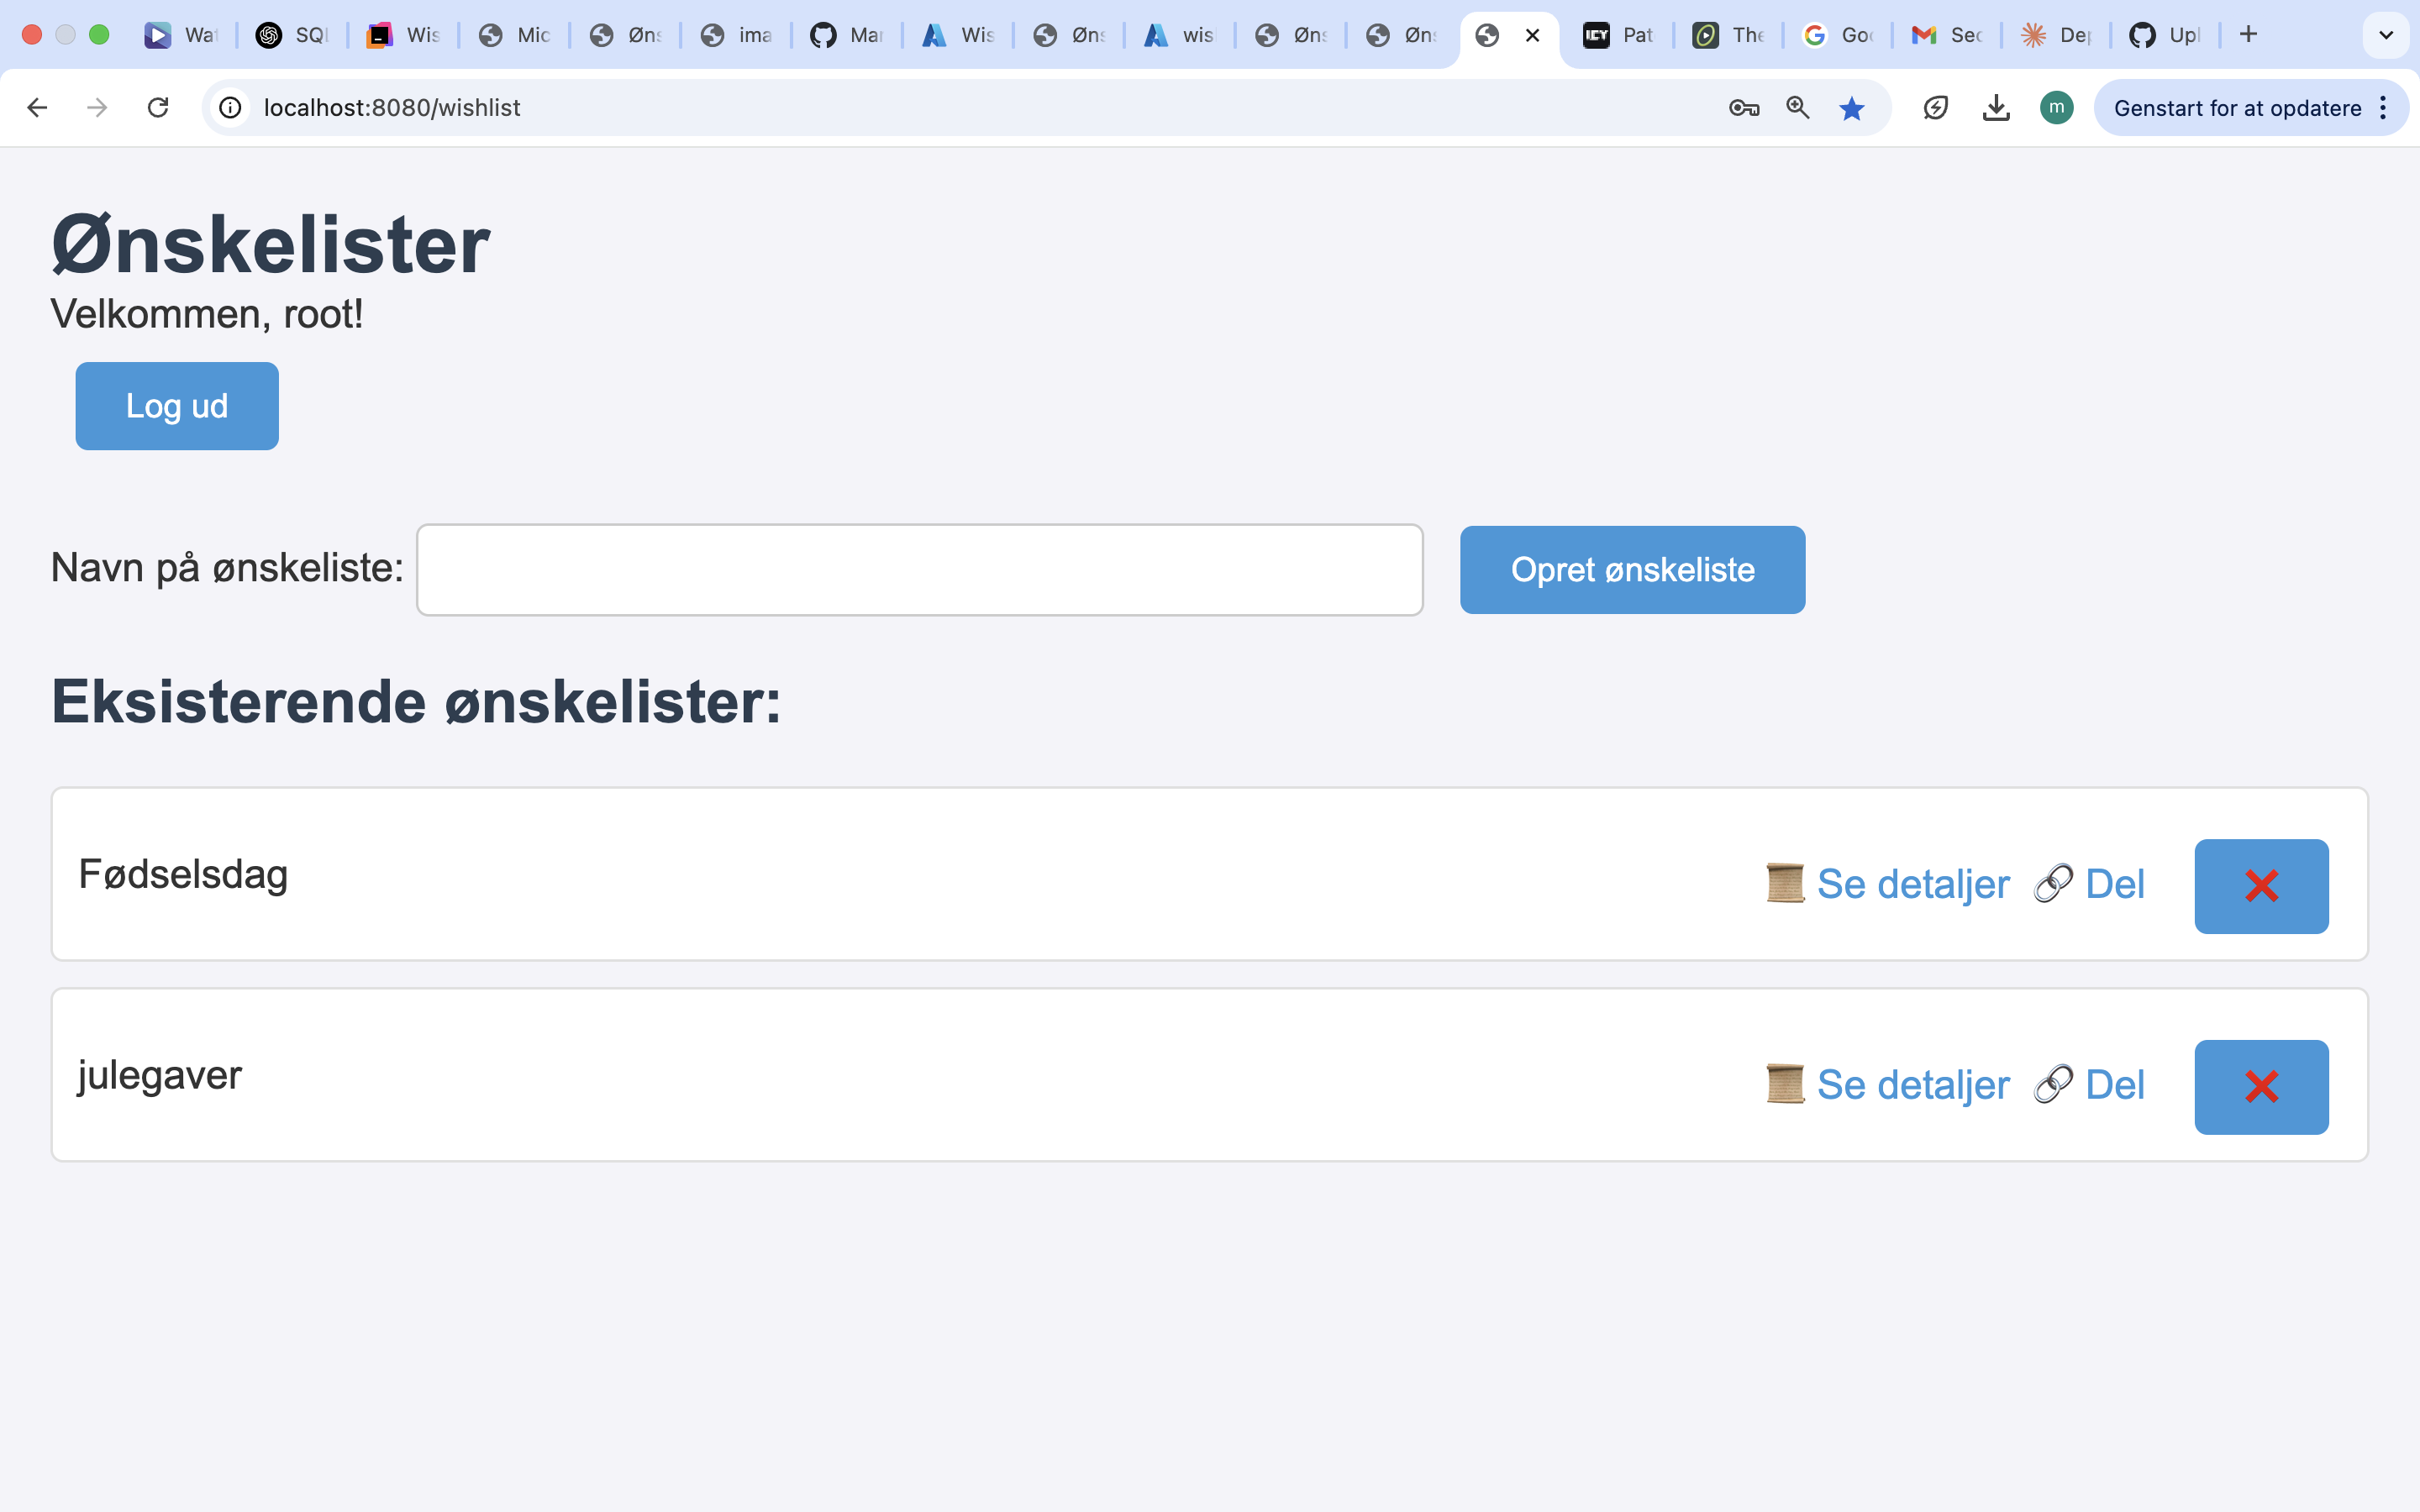 Wat SQL Wis Mic Øns ima Mar Wis Øns wis Øns Øns Pat The Goo Sec Dep Upl
localhost:8080/wishlist
m
Genstart for at opdatere
Ønskelister
Velkommen, root!
Log ud
Navn på ønskeliste:
Opret ønskeliste
Eksisterende ønskelister:
Fødselsdag
Se detaljer
Del
julegaver
Se detaljer
Del